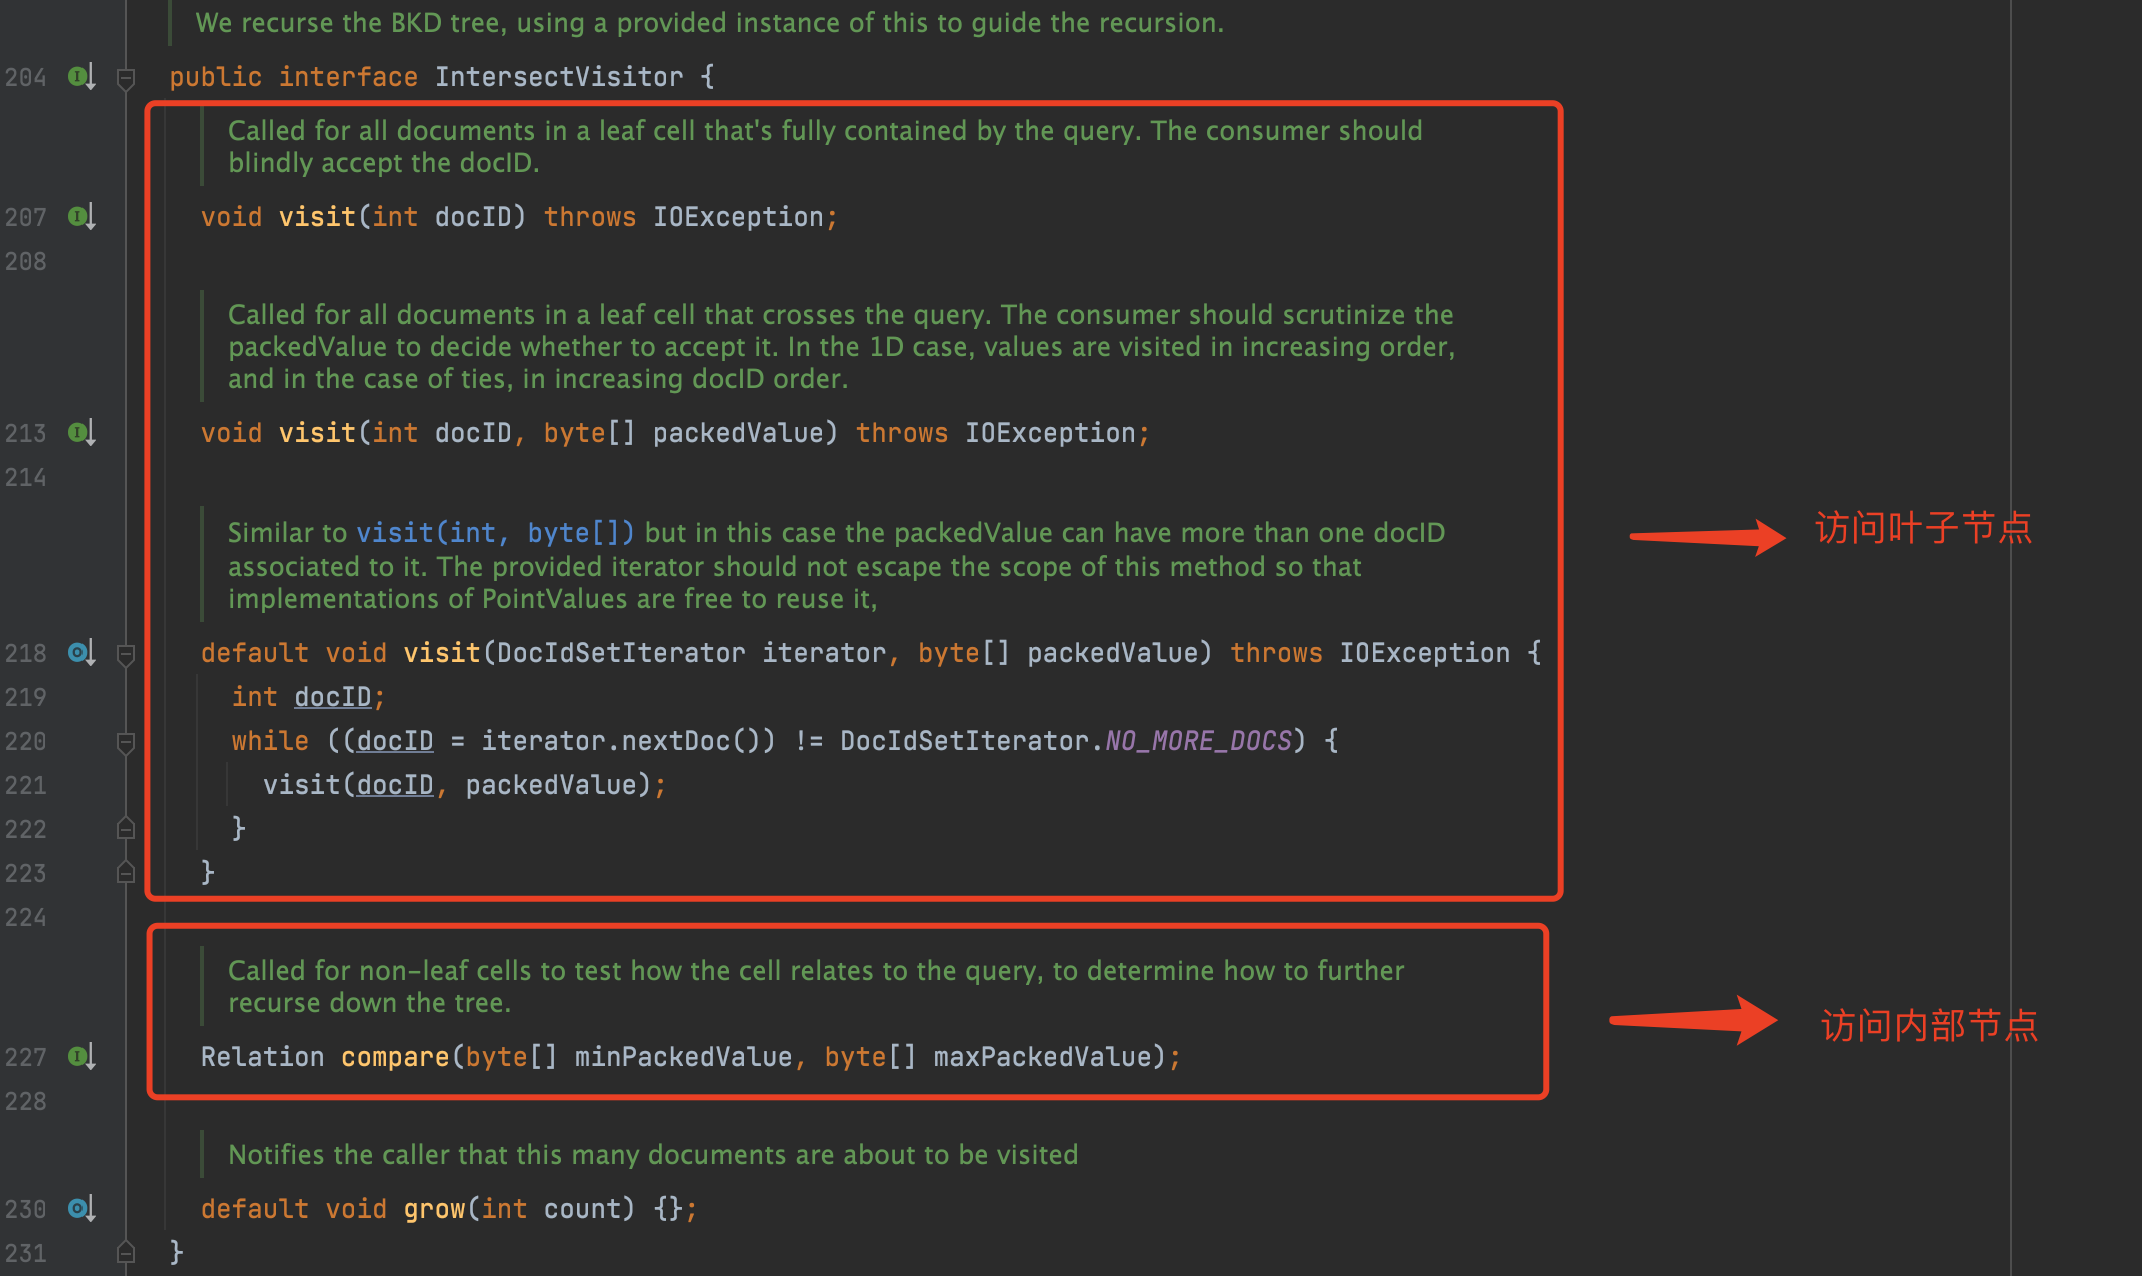 We recurse the BKD tree, using a provided instance of this to guide the recursion.
204 public interface IntersectVisitor {
Called for all documents in a leaf cell that's fully contained by the query. The consumer should
blindly accept the docID.
207 void visit(int docID) throws IOException;
208
Called for all documents in a leaf cell that crosses the query. The consumer should scrutinize the
packedValue to decide whether to accept it. In the 1D case, values are visited in increasing order,
and in the case of ties, in increasing docID order.
213 void visit(int docID, byte[] packedValue) throws IOException;
214
Similar to visit(int, byte[]) but in this case the packedValue can have more than one docID
associated to it. The provided iterator should not escape the scope of this method so that
implementations of PointValues are free to reuse it,
访问叶子节点
218 default void visit(DocIdSetIterator iterator, byte[] packedValue) throws IOException {
219 int docID;
220 while ((docID = iterator.nextDoc()) != DocIdSetIterator.NO_MORE_DOCS) {
221 visit(docID, packedValue);
222 }
223 }
224
Called for non-leaf cells to test how the cell relates to the query, to determine how to further
recurse down the tree.
访问内部节点
227 Relation compare(byte[] minPackedValue, byte[] maxPackedValue);
228
Notifies the caller that this many documents are about to be visited
230 default void grow(int count) {};
231 }